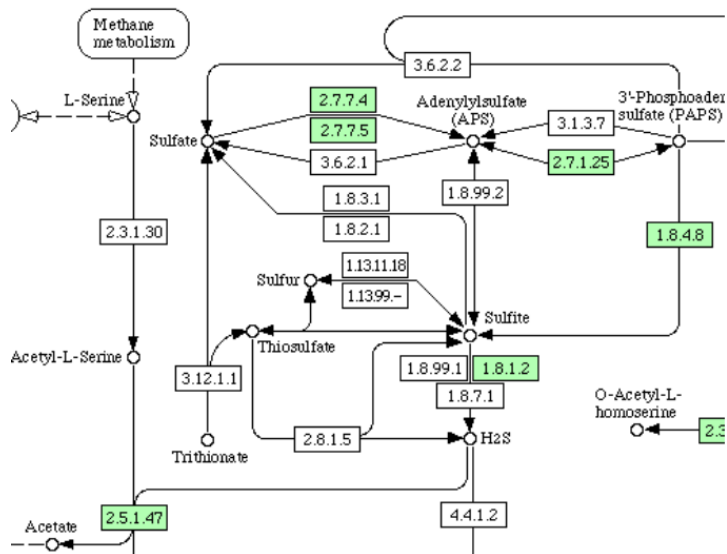 Methane
metabolism
3.6.2.2
L-Serine
2.7.7.4
Adenylylsulfate
(APS)
3'-Phosphoader
sulfate (PAPS)
2.7.7.5
3.1.3.7
Sulfate
3.6.2.1
2.7.1.25
1.8.3.1
1.8.99.2
1.8.2.1
2.3.1.30
1.8.4.8
1.13.11.18
Sulfur
1.13.99.–
Sulfite
Thiosulfate
Acetyl-L-Serine
3.12.1.1
1.8.99.1
1.8.1.2
1.8.7.1
O-Acetyl-L-
homoserine
2.8.1.5
H2S
2.3
Trithionate
2.5.1.47
4.4.1.2
Acetate